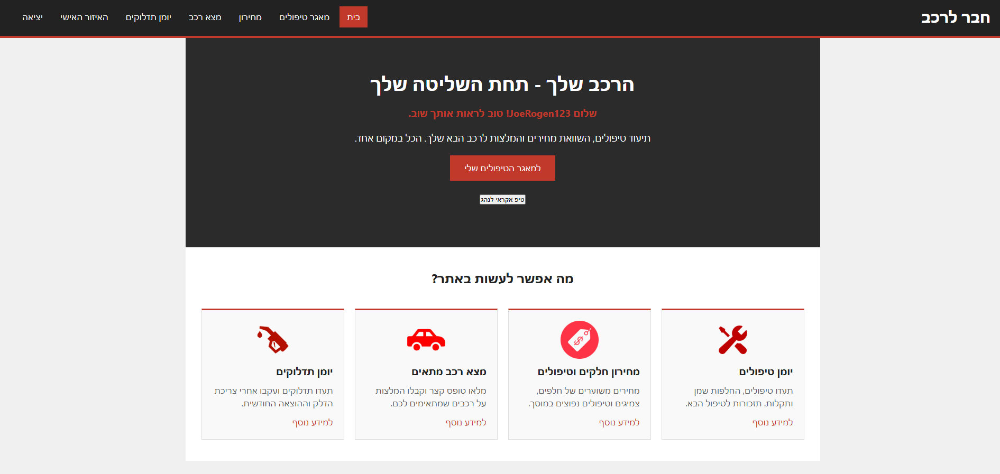 חבר לרכב
בית
מאגר טיפולים
מחירון
מצא רכב
יומן תדלוקים
האיזור האישי
יציאה
הרכב שלך - תחת השליטה שלך
שלום JoeRogen123! טוב לראות אותך שוב.
תיעוד טיפולים, השוואת מחירים והמלצות לרכב הבא שלך. הכל במקום אחד.
למאגר הטיפולים שלי
טיפ אקראי לנהג
מה אפשר לעשות באתר?
יומן טיפולים
תעדו טיפולים, החלפות שמן
ותקלות. תזכורות לטיפול הבא.
למידע נוסף
מחירון חלקים וטיפולים
מחירים משוערים של חלפים,
צמיגים וטיפולים נפוצים במוסך.
למידע נוסף
מצא רכב מתאים
מלאו טופס קצר וקבלו המלצות
על רכבים שמתאימים לכם.
למידע נוסף
יומן תדלוקים
תעדו תדלוקים ועקבו אחרי צריכת
הדלק וההוצאה החודשית.
למידע נוסף